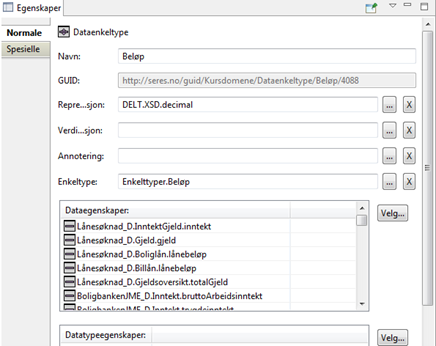 Egenskaper
Normale
Spesielle
Dataenkeltype
Navn:
Beløp
GUID:
http://seres.no/guid/Kursdomene/Dataenkeltype/Beløp/4088
Repre...sjon:
DELT.XSD.decimal
... X
Verdi...sjon:
... X
Annotering:
... X
Enkeltype:
Enkelttyper.Beløp
... X
Dataegenskaper:
Velg...
Lånesøknad_D.InntektGjeld.inntekt
Lånesøknad_D.Gjeld.gjeld
Lånesøknad_D.Boliglån.lånebeløp
Lånesøknad_D.Billån.lånebeløp
Lånesøknad_D.Gjeldsoversikt.totalGjeld
BoligbankenJME_D.Inntekt.bruttoArbeidsinntekt
BoligbankenJME_D.Inntekt.trygdsinntekt
Datatypeegenskaper:
Velg...